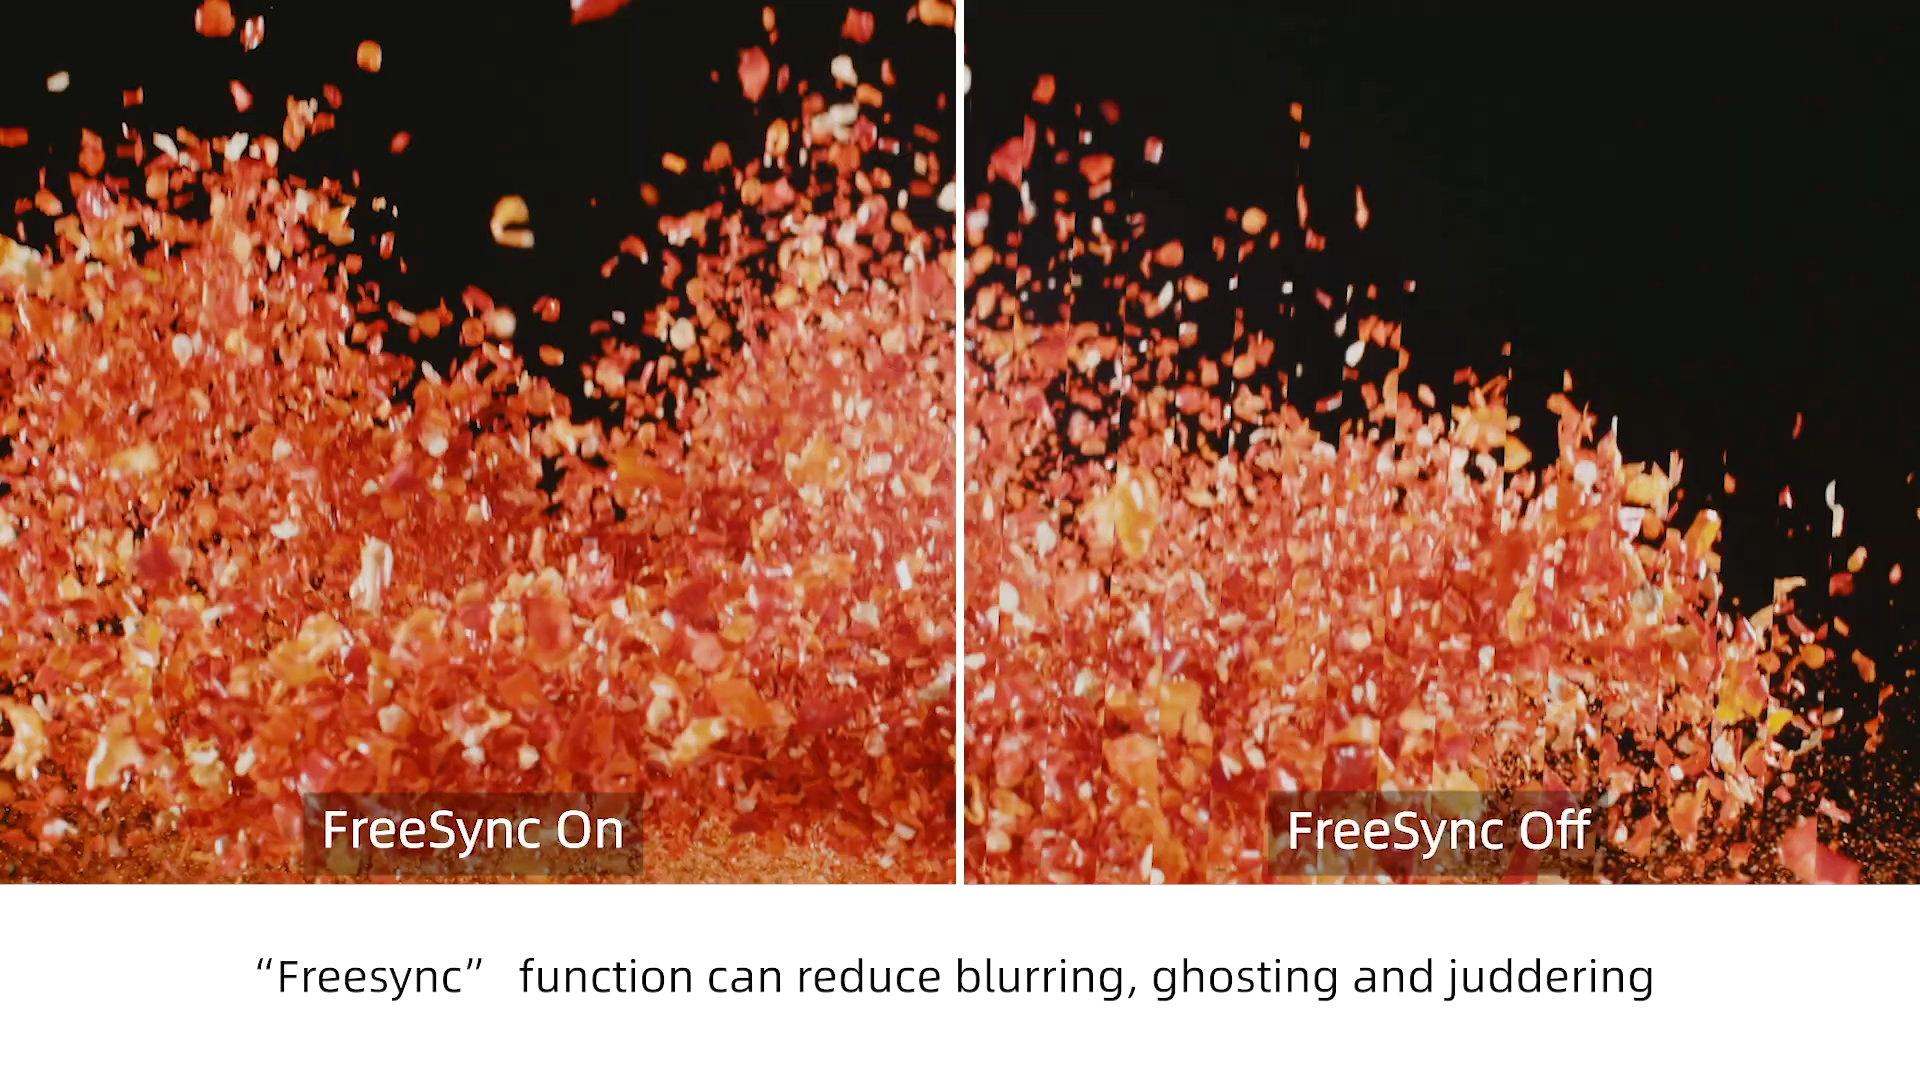 FreeSync On
FreeSync Off
“Freesync” function can reduce blurring, ghosting and juddering